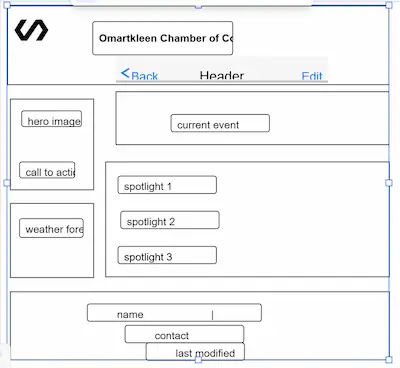 Omartkleen Chamber of Co
Back Header Edit
hero image
current event
call to actio
spotlight 1
weather fore
spotlight 2
spotlight 3
name |
contact
last modified